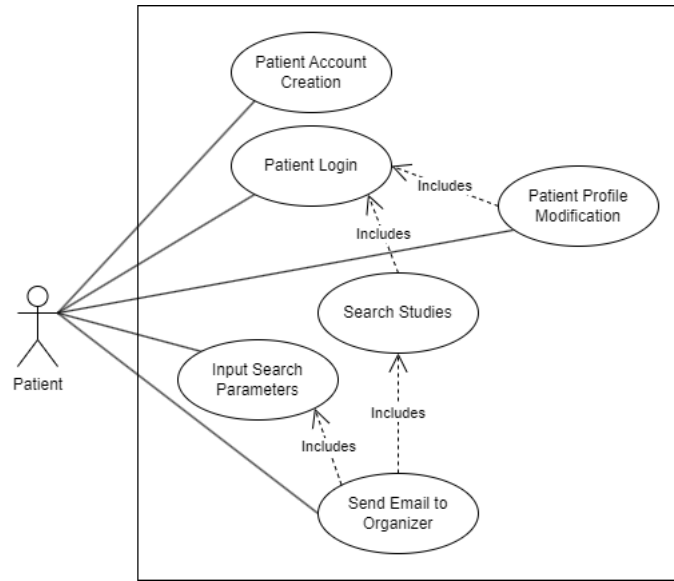 Patient Account
Creation
Patient Login
Includes
Patient Profile
Modification
Includes
Search Studies
Patient
Input Search
Parameters
Includes
Includes
Send Email to
Organizer